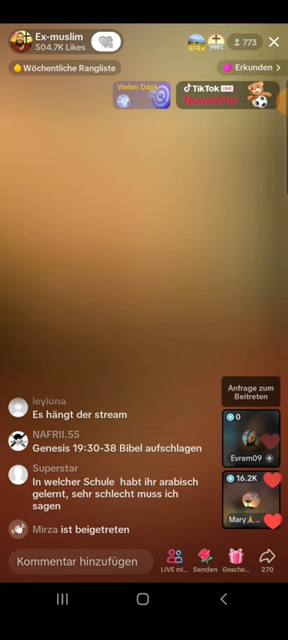 Ex-muslim
504.7K Likes
773
Wöchentliche Rangliste
Erkunden
Vielen Dank
TikTok LIVE
Newsletter
Anfrage zum
Beitreten
leylona
Es hängt der stream
0
NAFRII.55
Genesis 19:30-38 Bibel aufschlagen
Evrem09
Superstar
In welcher Schule habt ihr arabisch
gelernt, sehr schlecht muss ich
sagen
16.2K
Mary🙏...
Mirza ist beigetreten
Kommentar hinzufügen
LIVE mi...
Senden
Gesche...
270